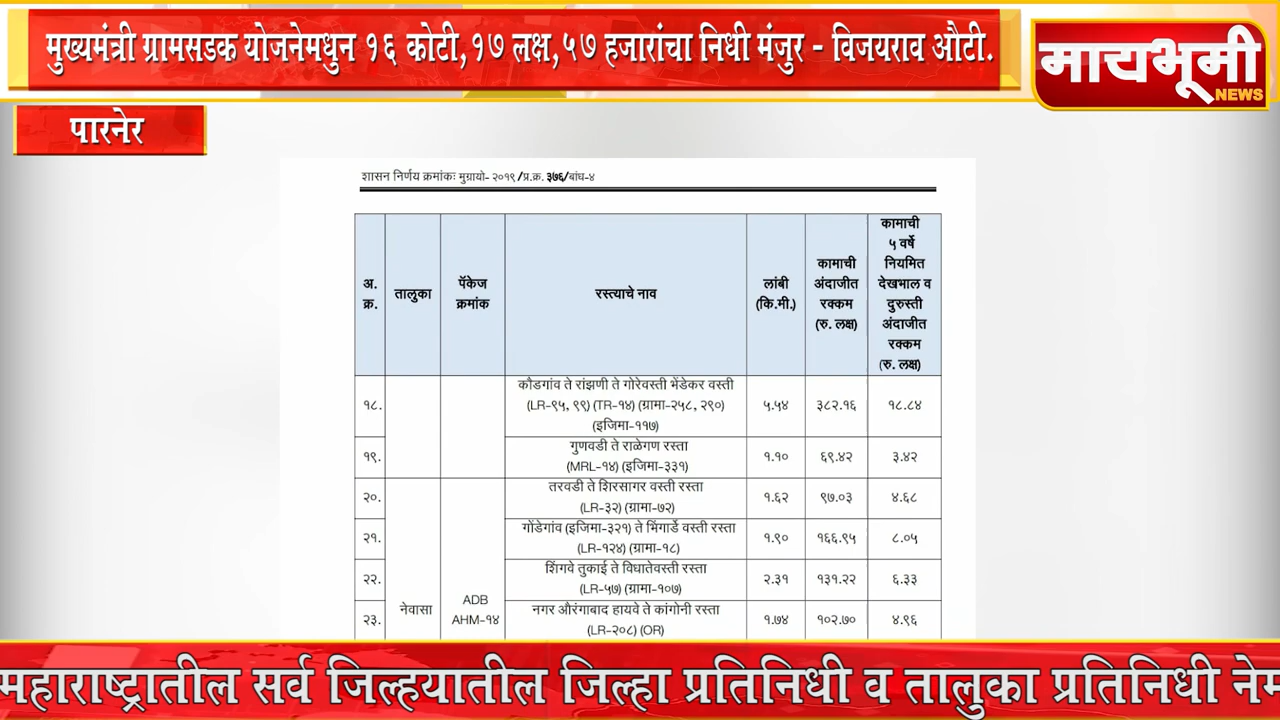 मुख्यमंत्री ग्रामसडक योजनेमधुन १६ कोटी,१७ लक्ष,५७ हजारांचा निधी मंजुर - विजयराव औटी.
मायभूमी
NEWS
पारनेर
शासन निर्णय क्रमांकः मुग्रायो- २०१९/प्र.क्र. ३७६/बांध-४
अ. क्र. तालुका पॅकेज क्रमांक रस्त्याचे नाव लांबी (कि.मी.) कामाची अंदाजीत रक्कम (रु. लक्ष) कामाची ५ वर्षे नियमित देखभाल व दुरुस्ती अंदाजीत रक्कम (रु. लक्ष)
१८. कौडगांव ते रांझणी ते गोरेवस्ती भेंडेकर वस्ती
(LR-९५, ९९) (TR-१४) (ग्रामा-२५८, २९०) ५.५४ ३८२.१६ १८.८४
(इजिमा-११७)
१९. गुणवडी ते राळेगण रस्ता १.१० ६९.४२ ३.४२
(MRL-१४) (इजिमा-३३१)
२०. तरवडी ते शिरसागर वस्ती रस्ता १.६२ ९७.०३ ४.६८
(LR-३२) (ग्रामा-७२)
२१. गोंडेगांव (इजिमा-३२१) ते भिंगार्डे वस्ती रस्ता १.९० १६६.९५ ८.०५
(LR-१२४) (ग्रामा-१८)
२२. शिंगवे तुकाई ते विधातेवस्ती रस्ता २.३१ १३१.२२ ६.३३
(LR-५७) (ग्रामा-१०७)
नेवासा ADB AHM-१४
२३. नगर औरंगाबाद हायवे ते कांगोनी रस्ता १.७४ १०२.७० ४.९६
(LR-२०८) (OR)
महाराष्ट्रातील सर्व जिल्हयातील जिल्हा प्रतिनिधी व तालुका प्रतिनिधी